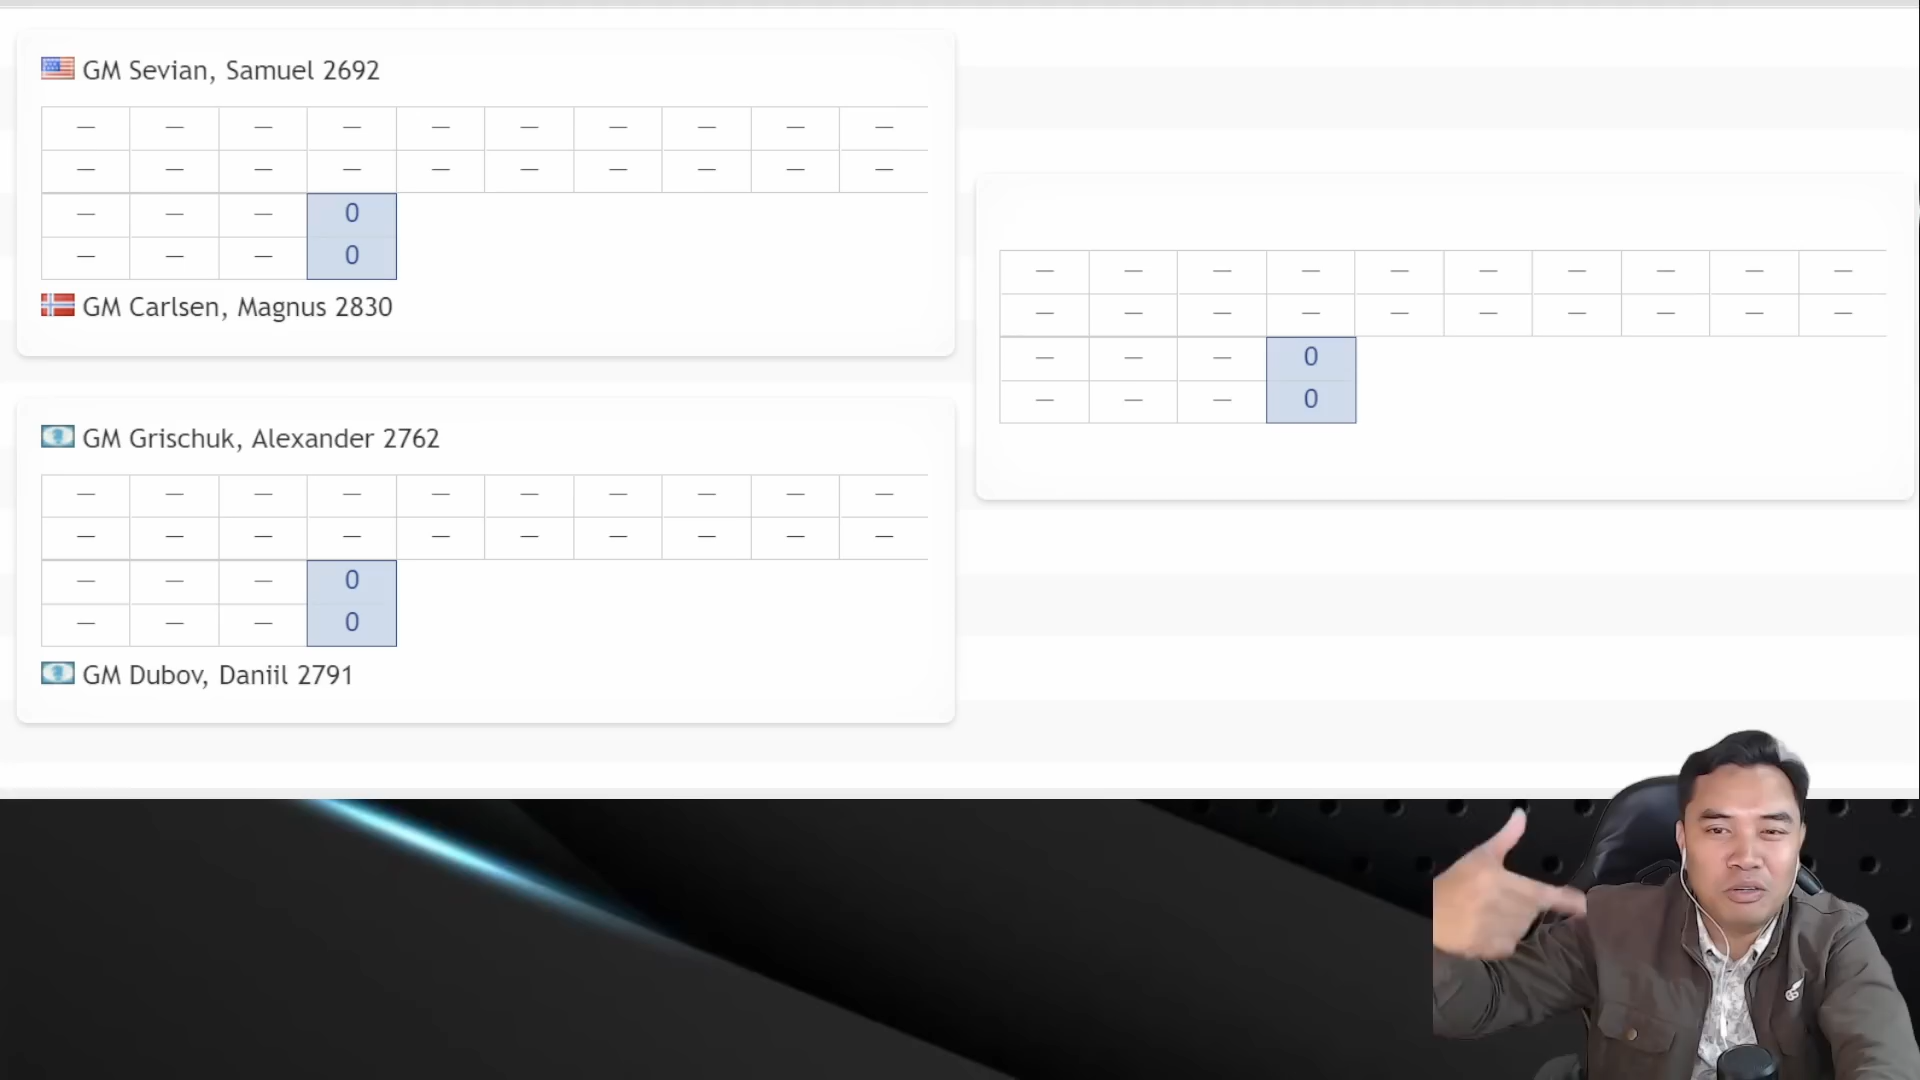 GM Sevian, Samuel 2692
— — — — — — — — — —
— — — — — — — — — —
— — — 0
— — — 0
GM Carlsen, Magnus 2830
GM Grischuk, Alexander 2762
— — — — — — — — — —
— — — — — — — — — —
— — — 0
— — — 0
GM Dubov, Daniil 2791
— — — — — — — — — —
— — — — — — — — — —
— — — 0
— — — 0